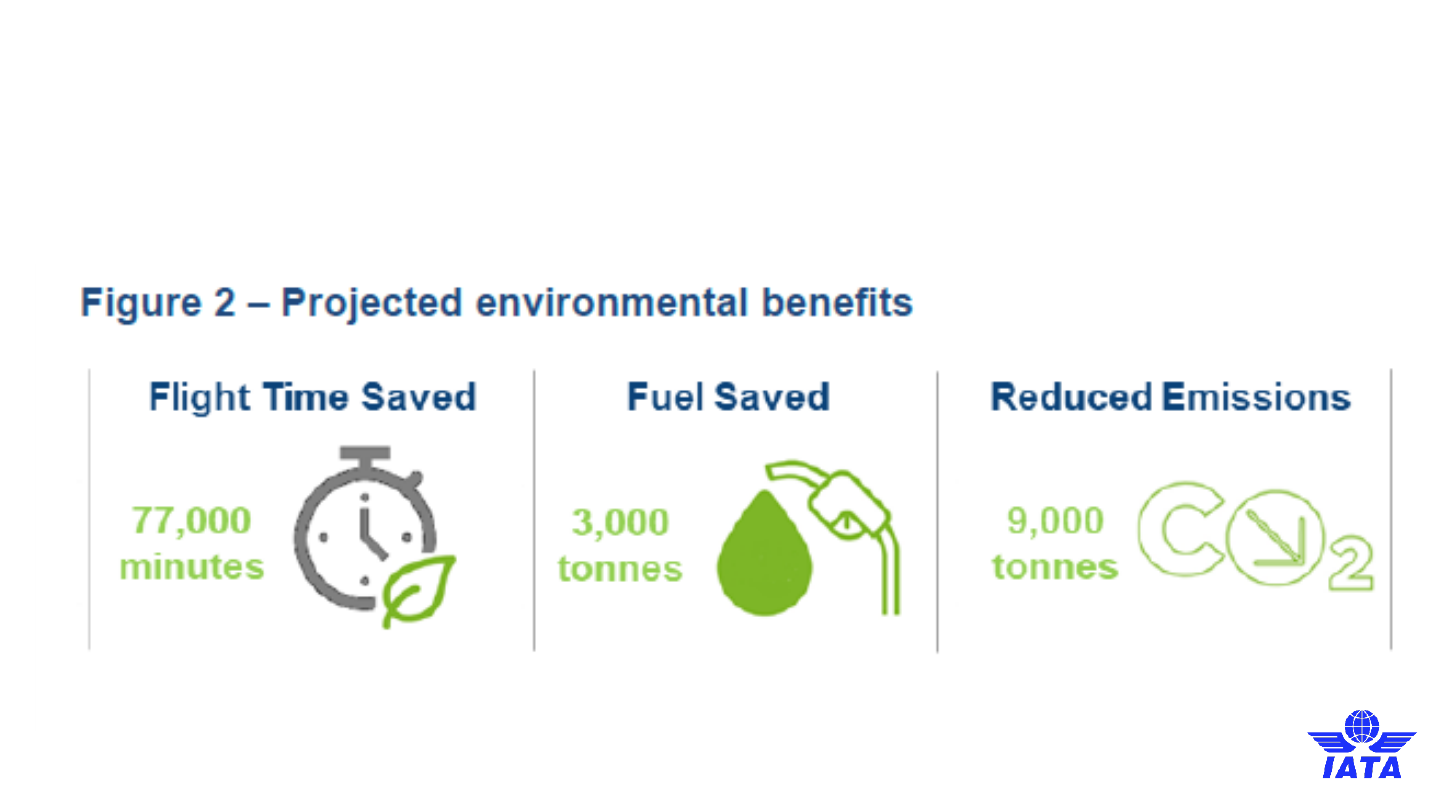 Figure 2 – Projected environmental benefits
Flight Time Saved
77,000
minutes
Fuel Saved
3,000
tonnes
Reduced Emissions
9,000
tonnes
CO2
IATA